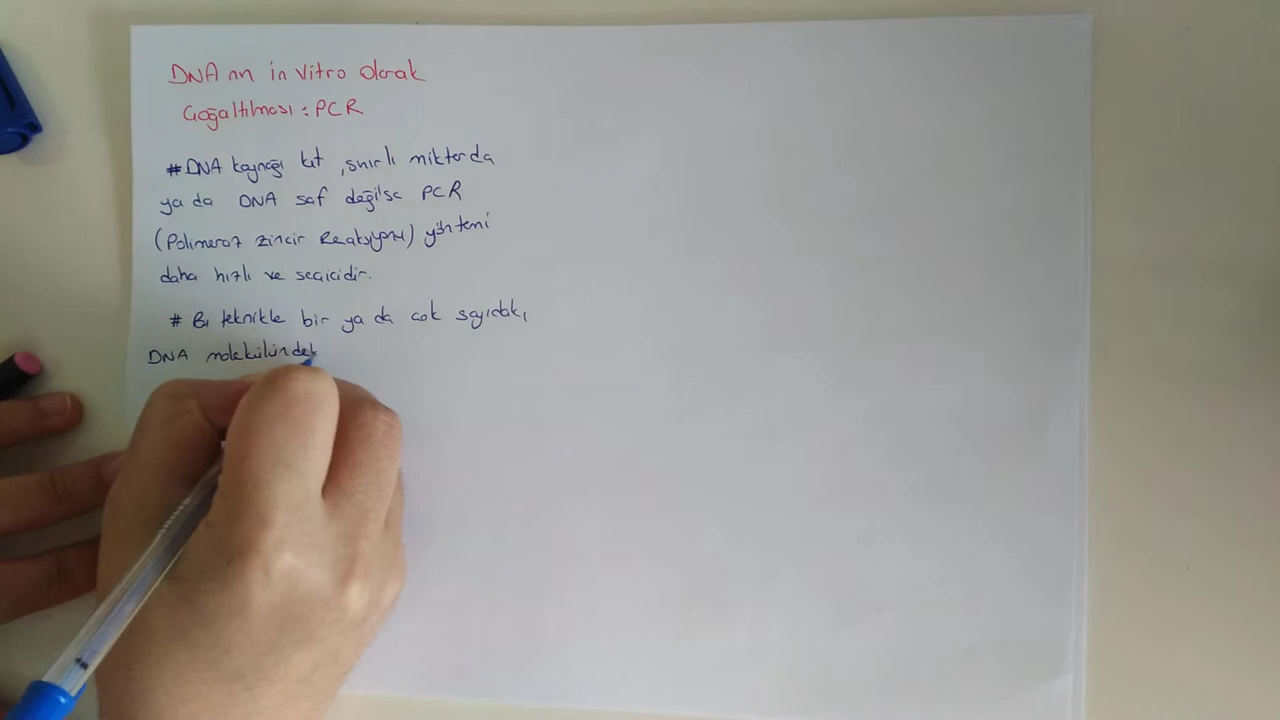 DNA nın in vitro Olarak
Çoğaltılması : PCR
# DNA kaynağı kıt , sınırlı miktarda
ya da DNA saf değilse PCR
(Polimeraz zincir Reaksiyonu) yöntemi
daha hızlı ve seçicidir.
# Bu teknikle bir ya da çok sayıdaki
DNA molekülündek